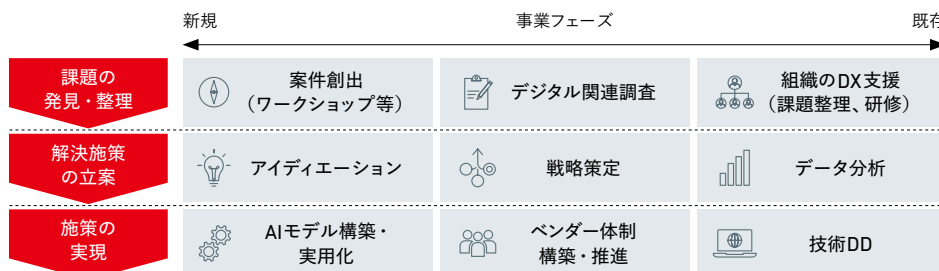 新規
事業フェーズ
既存
課題の
発見・整理
案件創出
（ワークショップ等）
デジタル関連調査
組織のDX支援
（課題整理、研修）
解決施策
の立案
アイディエーション
戦略策定
データ分析
施策の
実現
AIモデル構築・
実用化
ベンダー体制
構築・推進
技術DD